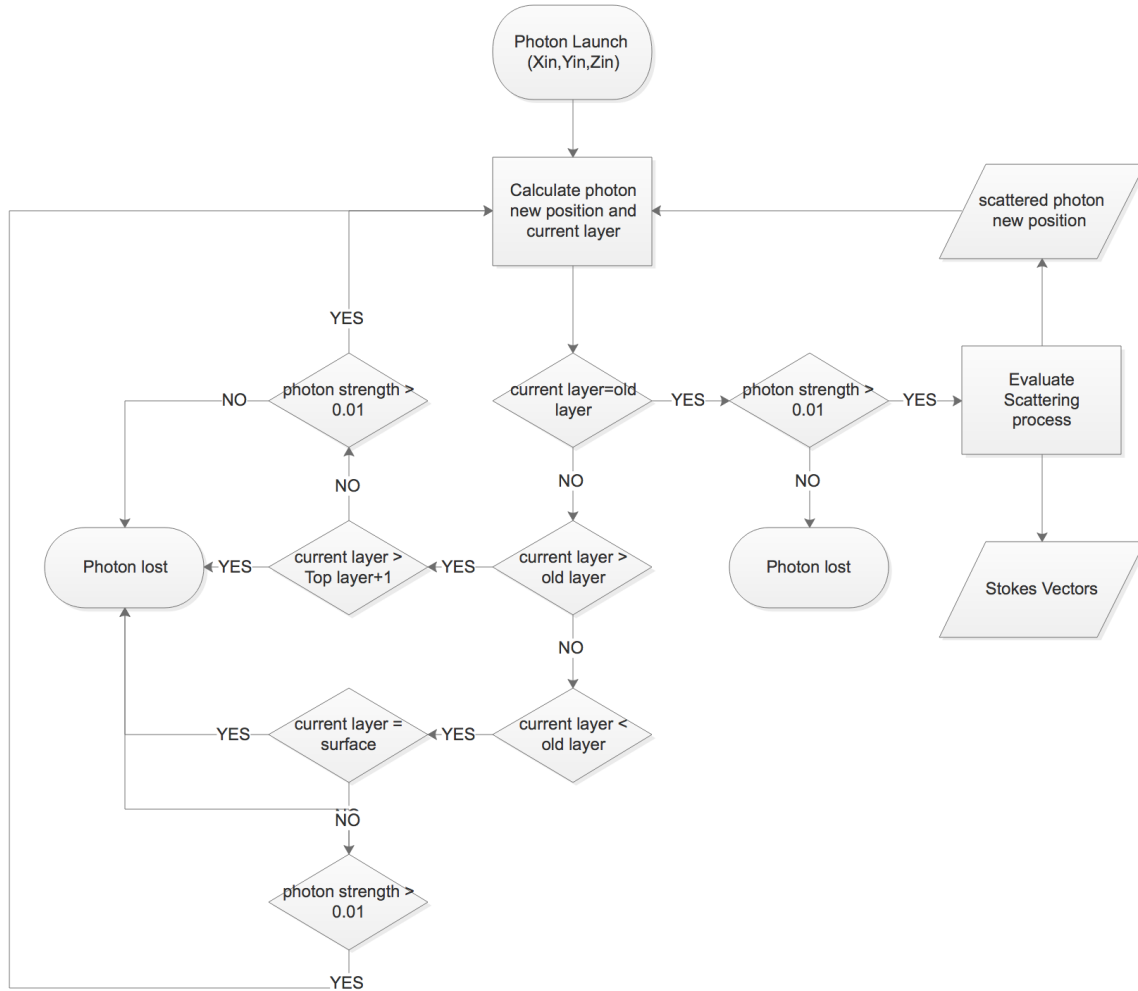 Photon Launch
(Xin,Yin,Zin)
Calculate photon
new position and
current layer
scattered photon
new position
YES
photon strength >
0.01
NO
current layer=old
layer
YES
photon strength >
0.01
YES
Evaluate
Scattering
process
NO
NO
NO
Photon lost
YES
current layer >
Top layer+1
YES
current layer >
old layer
Photon lost
Stokes Vectors
NO
YES
current layer =
surface
YES
current layer <
old layer
NO
NO
photon strength >
0.01
YES